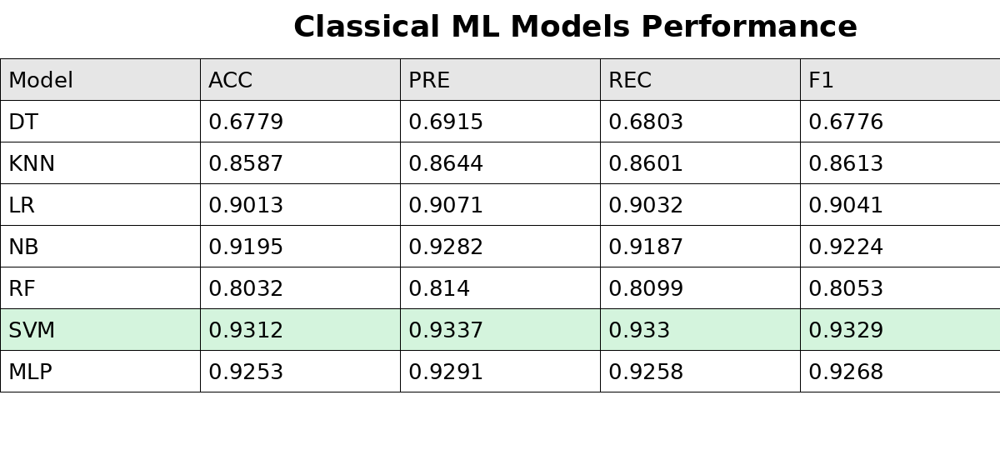 Classical ML Models Performance
Model ACC PRE REC F1
DT 0.6779 0.6915 0.6803 0.6776
KNN 0.8587 0.8644 0.8601 0.8613
LR 0.9013 0.9071 0.9032 0.9041
NB 0.9195 0.9282 0.9187 0.9224
RF 0.8032 0.814 0.8099 0.8053
SVM 0.9312 0.9337 0.933 0.9329
MLP 0.9253 0.9291 0.9258 0.9268